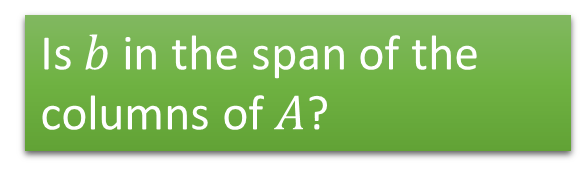 Is b in the span of the
columns of A?